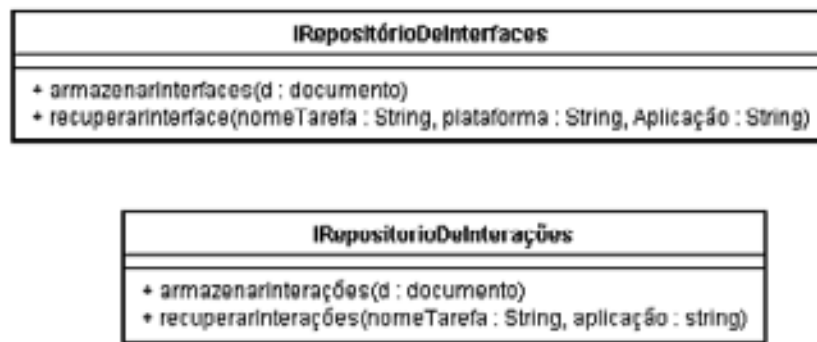 IRepositórioDeInterfaces
+ armazenarInterfaces(d : documento)
+ recuperarInterface(nomeTarefa : String, plataforma : String, Aplicação : String)
IRepositorioDeInterações
+ armazenarInterações(d : documento)
+ recuperarInterações(nomeTarefa : String, aplicação : string)